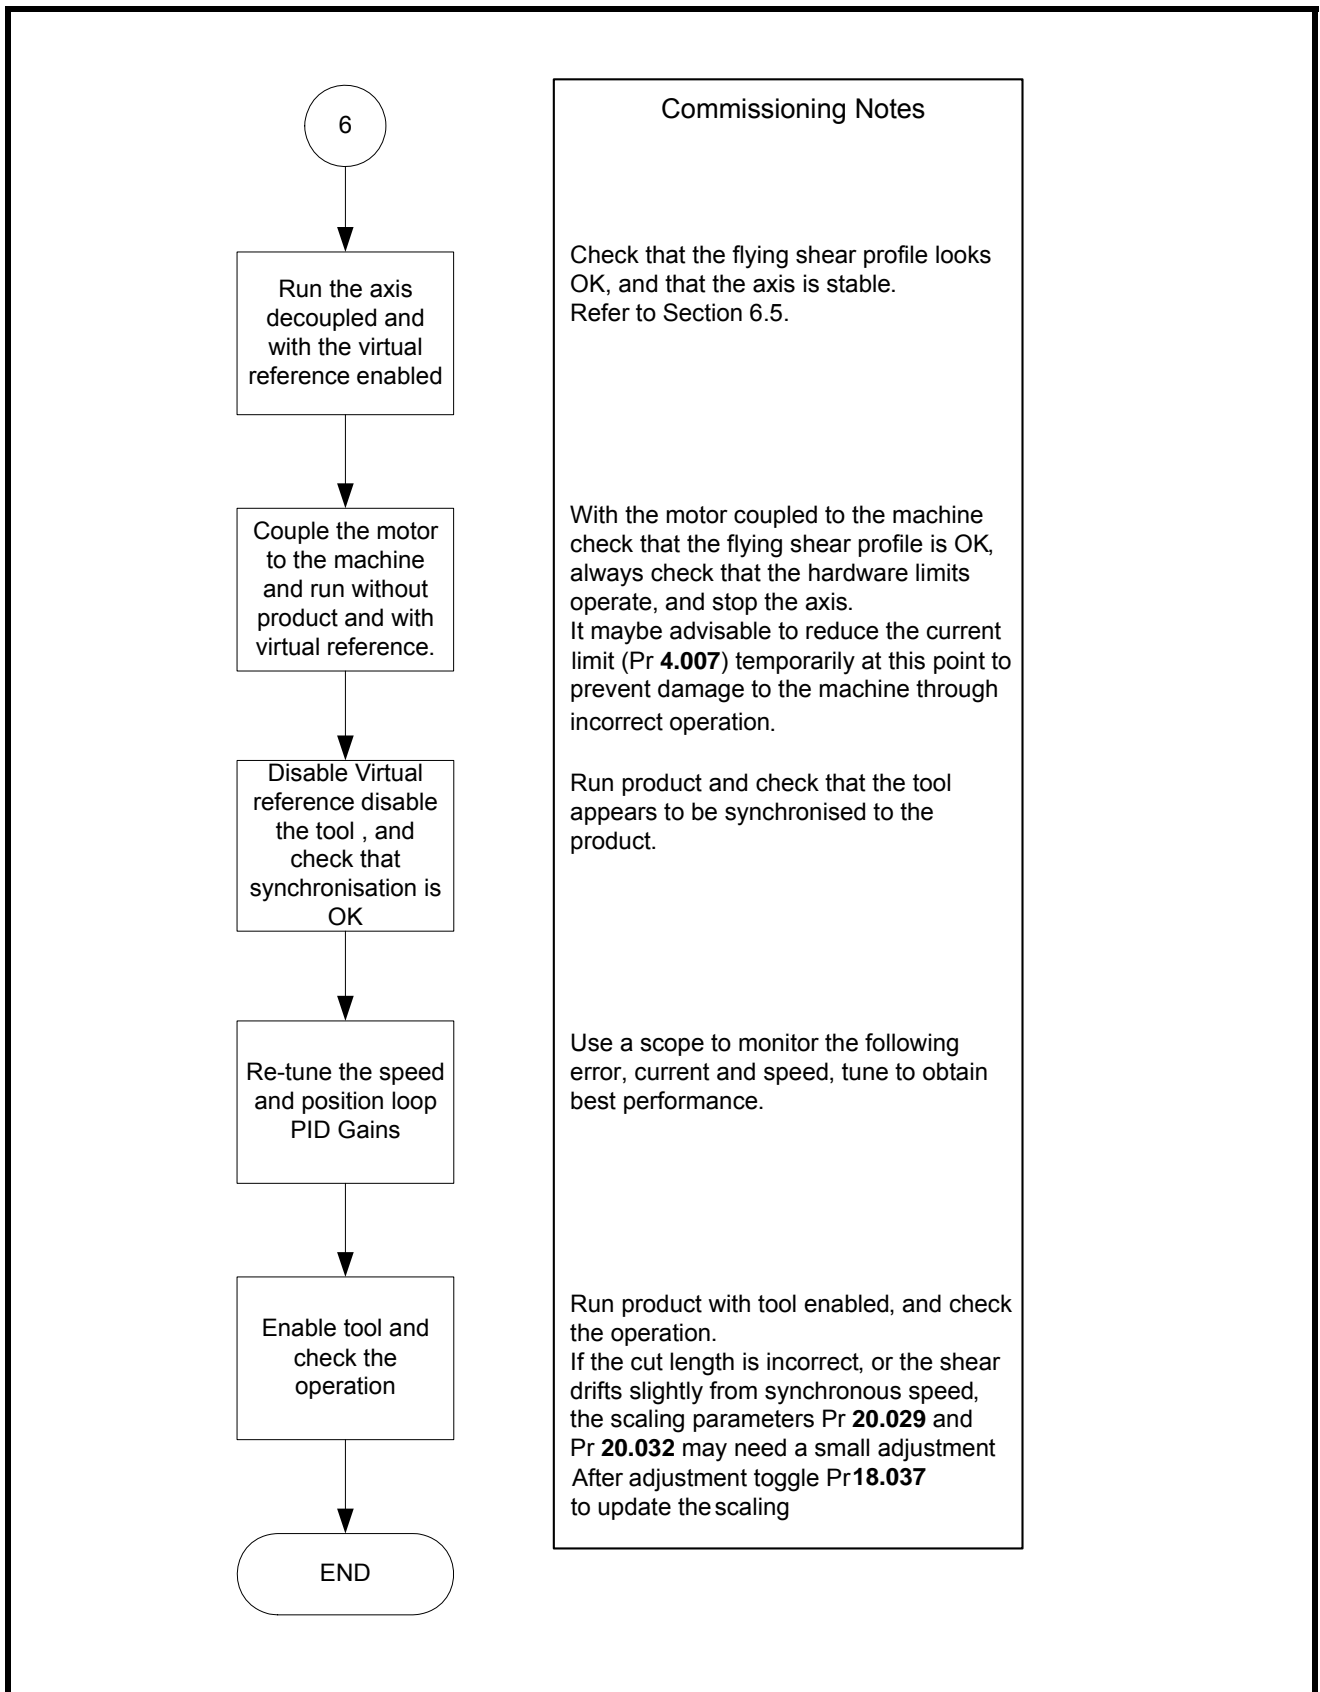 6
Commissioning Notes
Run the axis
decoupled and
with the virtual
reference enabled
Check that the flying shear profile looks
OK, and that the axis is stable.
Refer to Section 6.5.
Couple the motor
to the machine
and run without
product and with
virtual reference.
With the motor coupled to the machine
check that the flying shear profile is OK,
always check that the hardware limits
operate, and stop the axis.
It maybe advisable to reduce the current
limit (Pr 4.007) temporarily at this point to
prevent damage to the machine through
incorrect operation.
Disable Virtual
reference disable
the tool , and
check that
synchronisation is
OK
Run product and check that the tool
appears to be synchronised to the
product.
Re-tune the speed
and position loop
PID Gains
Use a scope to monitor the following
error, current and speed, tune to obtain
best performance.
Enable tool and
check the
operation
Run product with tool enabled, and check
the operation.
If the cut length is incorrect, or the shear
drifts slightly from synchronous speed,
the scaling parameters Pr 20.029 and
Pr 20.032 may need a small adjustment
After adjustment toggle Pr18.037
to update the scaling
END